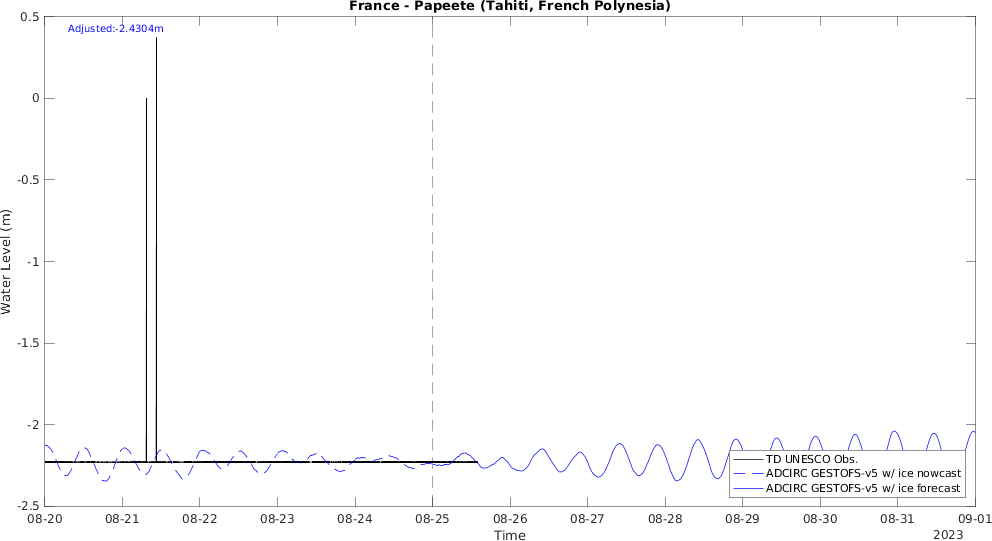 France - Papeete (Tahiti, French Polynesia)
Adjusted:-2.4304m
0.5
0
-0.5
-1
-1.5
-2
-2.5
Water Level (m)
TD UNESCO Obs.
ADCIRC GESTOFS-v5 w/ ice nowcast
ADCIRC GESTOFS-v5 w/ ice forecast
08-20 08-21 08-22 08-23 08-24 08-25 08-26 08-27 08-28 08-29 08-30 08-31 09-01
Time
2023